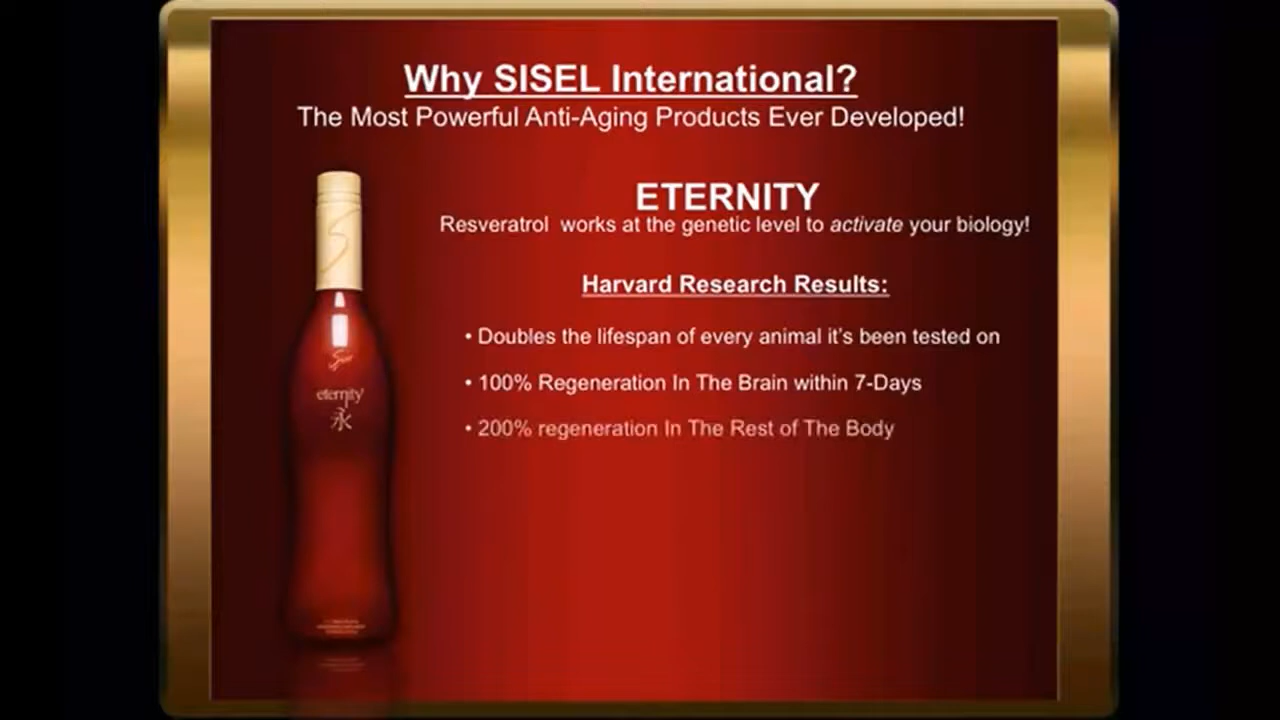 Why SISEL International?
The Most Powerful Anti-Aging Products Ever Developed!
ETERNITY
Resveratrol works at the genetic level to activate your biology!
Harvard Research Results:
• Doubles the lifespan of every animal it's been tested on
• 100% Regeneration In The Brain within 7-Days
• 200% regeneration In The Rest of The Body
eternity
永